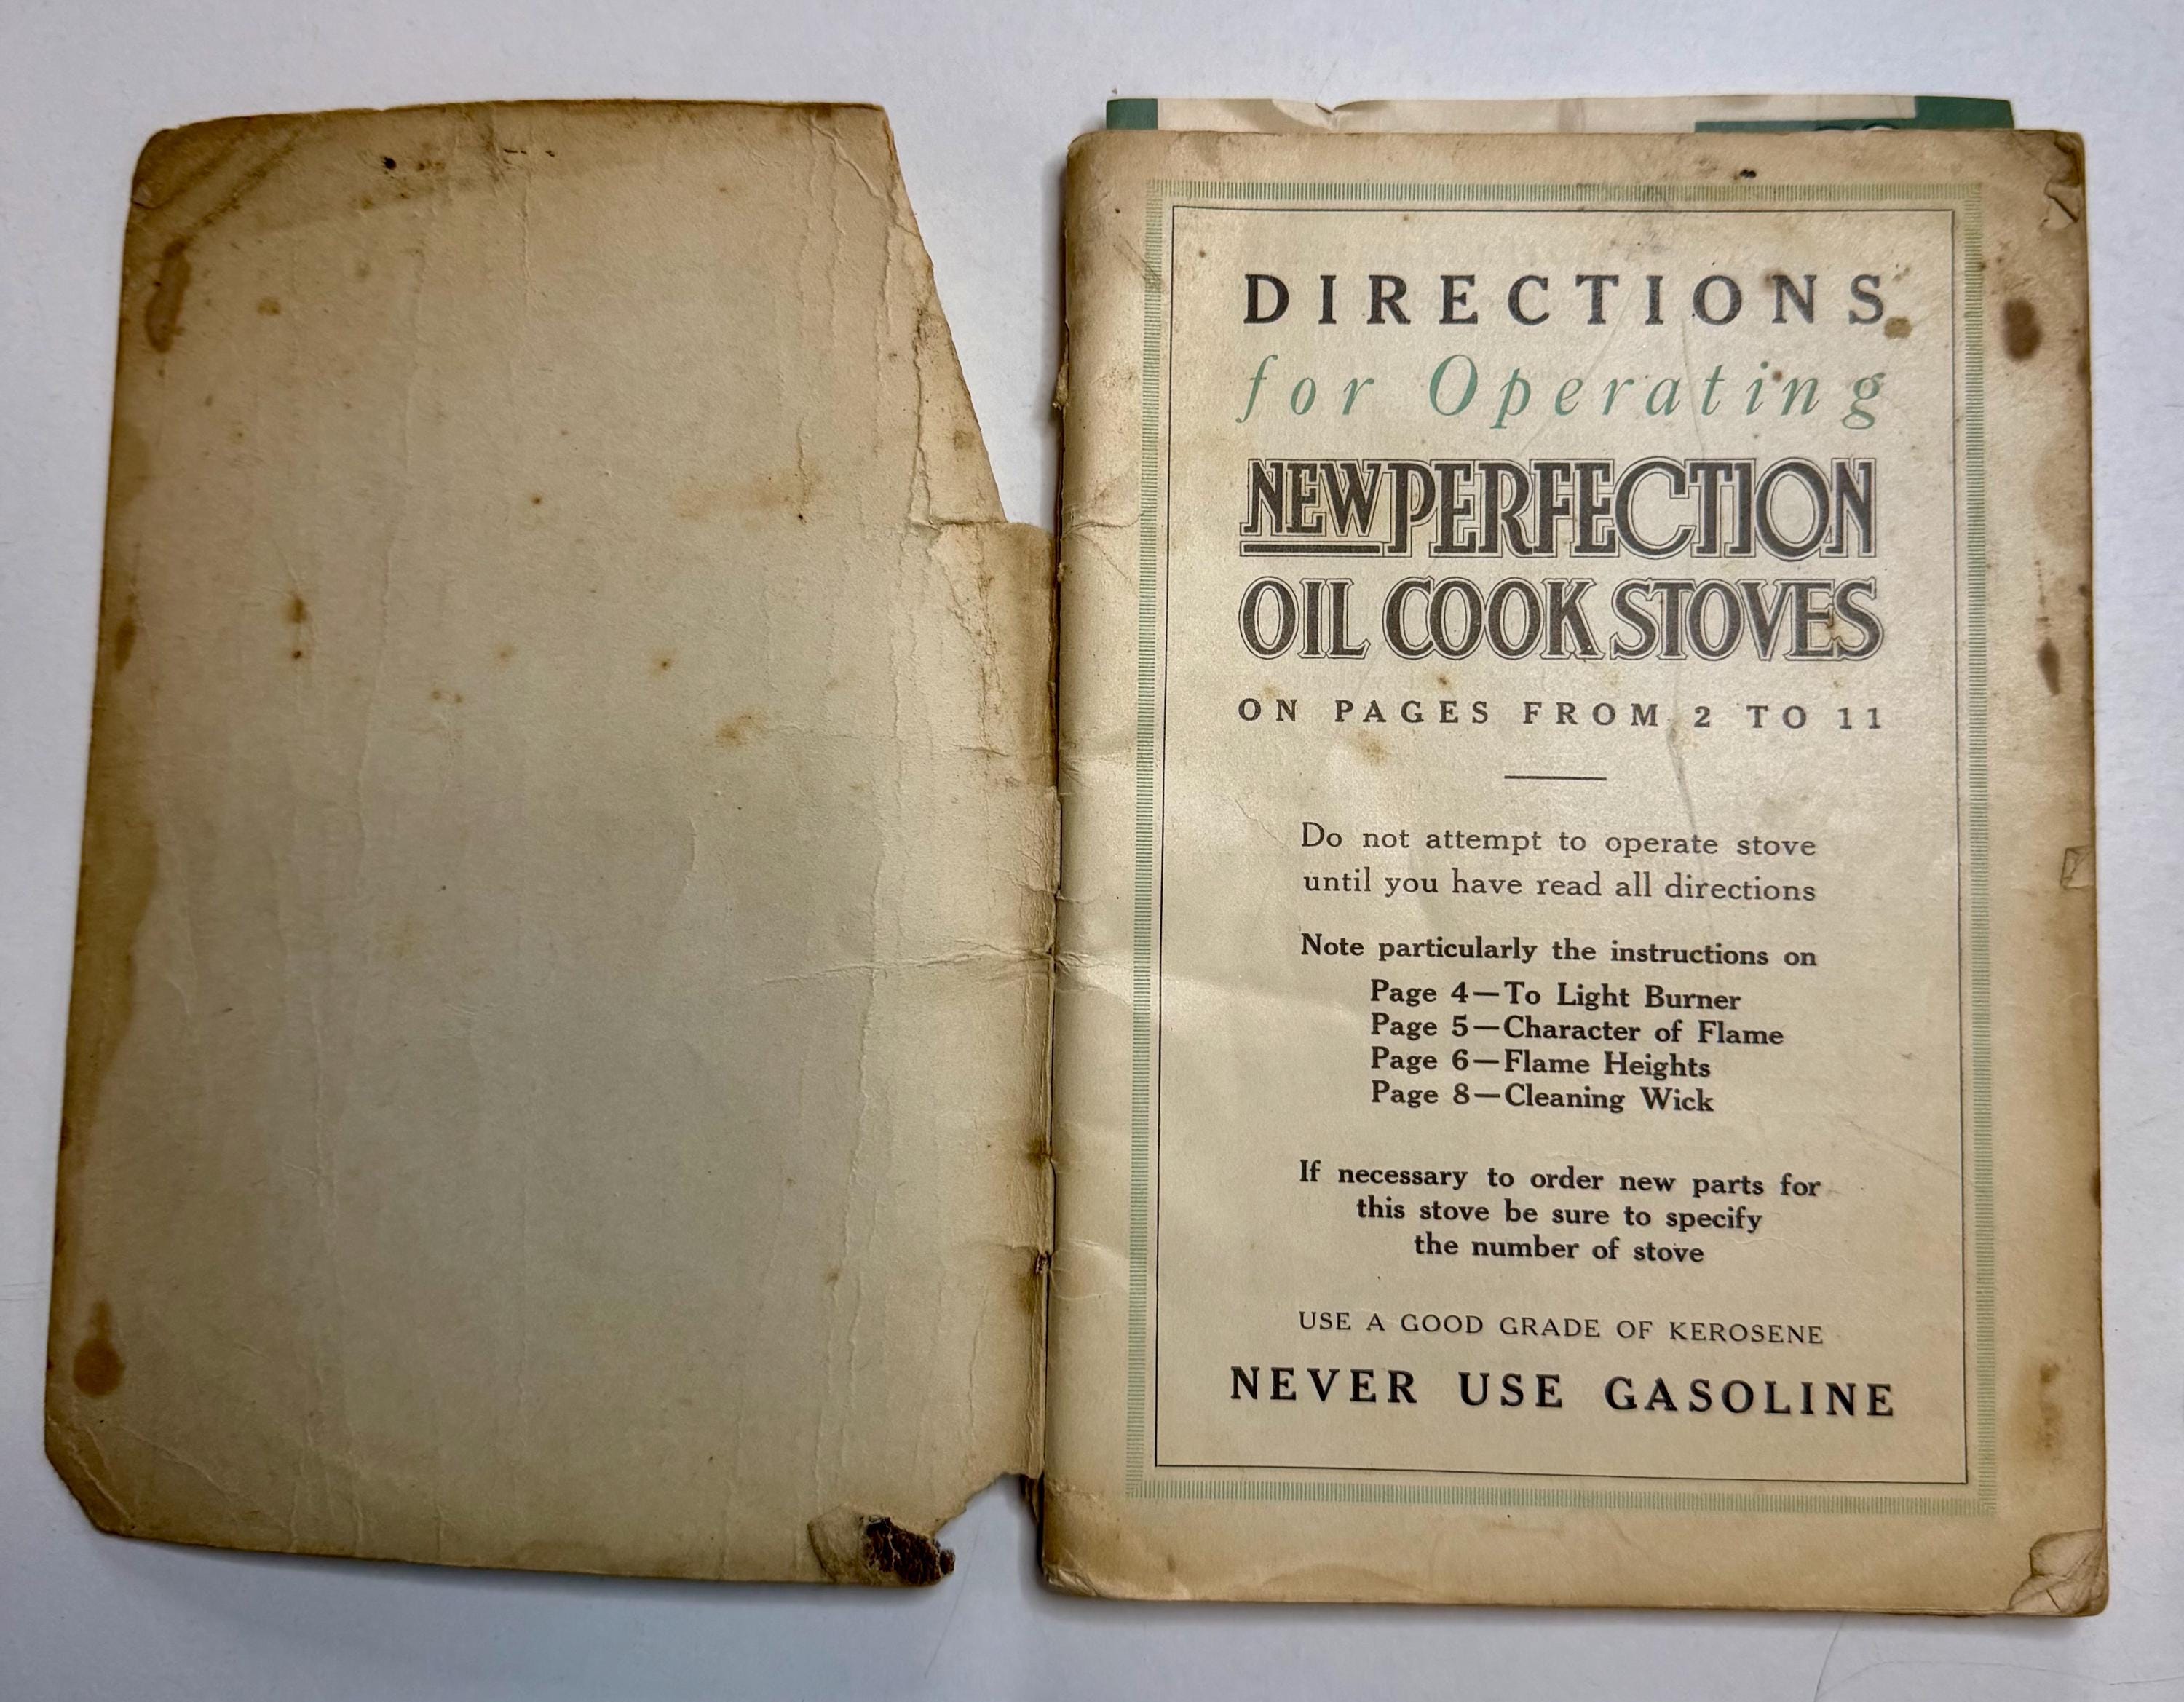 DIRECTIONS
for Operating
NEW PERFECTION
OIL COOK STOVES
ON PAGES FROM 2 TO 11
Do not attempt to operate stove
until you have read all directions
Note particularly the instructions on
Page 4—To Light Burner
Page 5—Character of Flame
Page 6—Flame Heights
Page 8—Cleaning Wick
If necessary to order new parts for
this stove be sure to specify
the number of stove
USE A GOOD GRADE OF KEROSENE
NEVER USE GASOLINE